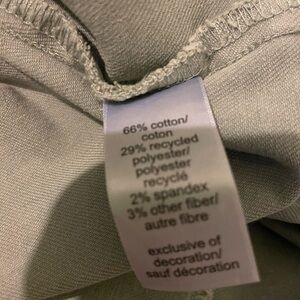 66% cotton/
coton
29% recycled
polyester/
polyester
recyclé
2% spandex
3% other fiber/
autre fibre
exclusive of
decoration/
sauf décoration